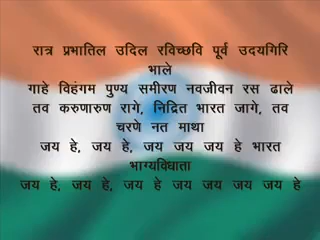 रात्र प्रभातिल उदिल रविच्छवि पूर्व उदयगिरि
भाले
गाहे विहंगम पुण्य समीरण नवजीवन रस ढाले
तव करुणारुण रागे, निद्रित भारत जागे, तव
चरणे नत माथा
जय हे, जय हे, जय जय जय हे भारत
भाग्यविधाता
जय हे, जय हे, जय हे जय जय जय जय हे